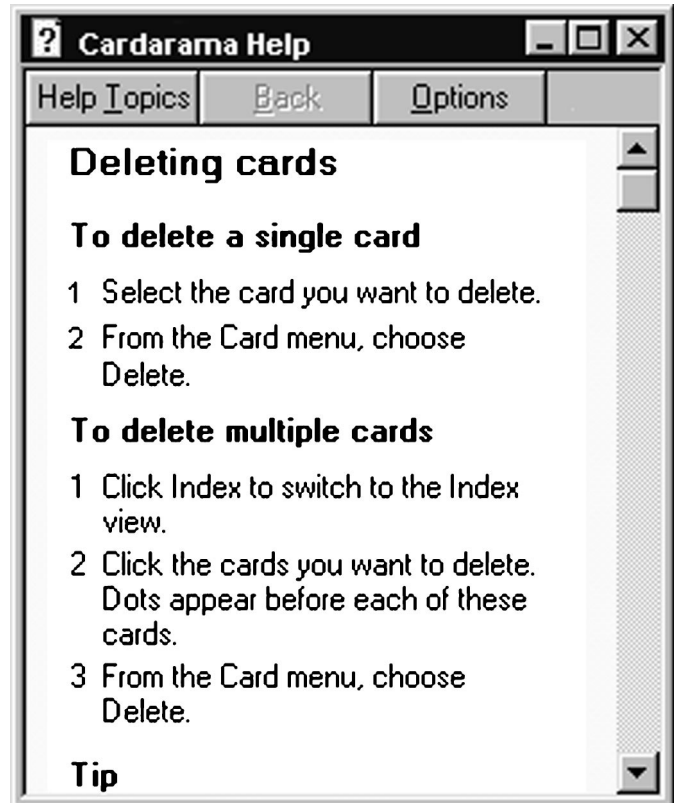 Cardarama Help
Help Topics Back Options
Deleting cards
To delete a single card
1 Select the card you want to delete.
2 From the Card menu, choose
Delete.
To delete multiple cards
1 Click Index to switch to the Index
view.
2 Click the cards you want to delete.
Dots appear before each of these
cards.
3 From the Card menu, choose
Delete.
Tip